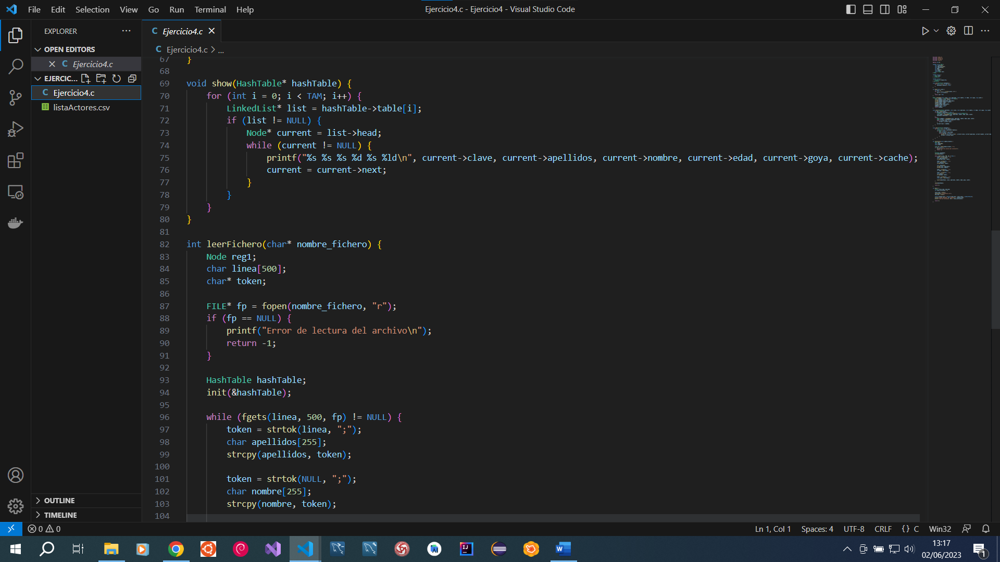 File Edit Selection View Go Run Terminal Help
Ejercicio4.c - Ejercicio4 - Visual Studio Code
EXPLORER
OPEN EDITORS
C Ejercicio4.c
EJERCIC...
C Ejercicio4.c
listaActores.csv
OUTLINE
TIMELINE
C Ejercicio4.c
C Ejercicio4.c > ...
67 }
68
69 void show(HashTable* hashTable) {
70     for (int i = 0; i < TAM; i++) {
71         LinkedList* list = hashTable->table[i];
72         if (list != NULL) {
73             Node* current = list->head;
74             while (current != NULL) {
75                 printf("%s %s %s %d %s %ld\n", current->clave, current->apellidos, current->nombre, current->edad, current->goya, current->cache);
76                 current = current->next;
77             }
78         }
79     }
80 }
81
82 int leerFichero(char* nombre_fichero) {
83     Node reg1;
84     char linea[500];
85     char* token;
86
87     FILE* fp = fopen(nombre_fichero, "r");
88     if (fp == NULL) {
89         printf("Error de lectura del archivo\n");
90         return -1;
91     }
92
93     HashTable hashTable;
94     init(&hashTable);
95
96     while (fgets(linea, 500, fp) != NULL) {
97         token = strtok(linea, ";");
98         char apellidos[255];
99         strcpy(apellidos, token);
100
101         token = strtok(NULL, ";");
102         char nombre[255];
103         strcpy(nombre, token);
104
0 0
Ln 1, Col 1 Spaces: 4 UTF-8 CRLF {} C Win32
13:17
02/06/2023
1